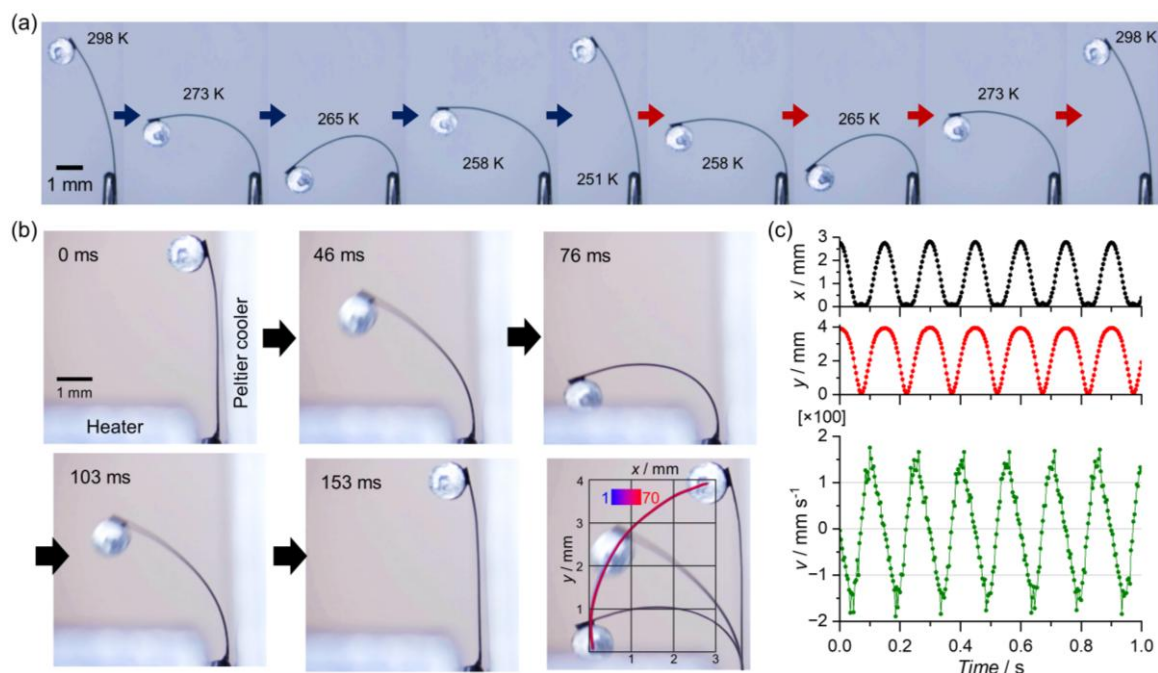 (a)
298 K
273 K
265 K
258 K
251 K
258 K
265 K
273 K
298 K
1 mm
(b)
0 ms
Peltier cooler
1 mm
Heater
46 ms
76 ms
103 ms
153 ms
x / mm
1 70
y / mm
4
3
2
1
1 2 3
(c)
x / mm
3
2
1
0
y / mm
4
2
0
[×100]
v / mm s⁻¹
2
1
0
−1
−2
0.0 0.2 0.4 0.6 0.8 1.0
Time / s